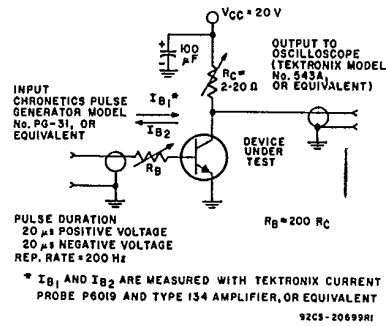 VCC = 20 V
+
-
100
μF
RC =
2-20 Ω
OUTPUT TO
OSCILLOSCOPE
(TEKTRONIX MODEL
No. 543A,
OR EQUIVALENT)
INPUT
CHRONETICS PULSE
GENERATOR MODEL
No. PG-31, OR
EQUIVALENT
IB1*
IB2
RB
DEVICE
UNDER
TEST
PULSE DURATION
20 μs POSITIVE VOLTAGE
20 μs NEGATIVE VOLTAGE
REP. RATE = 200 Hz
RB = 200 RC
* IB1 AND IB2 ARE MEASURED WITH TEKTRONIX CURRENT
PROBE P6019 AND TYPE 134 AMPLIFIER, OR EQUIVALENT
92CS-20699R1